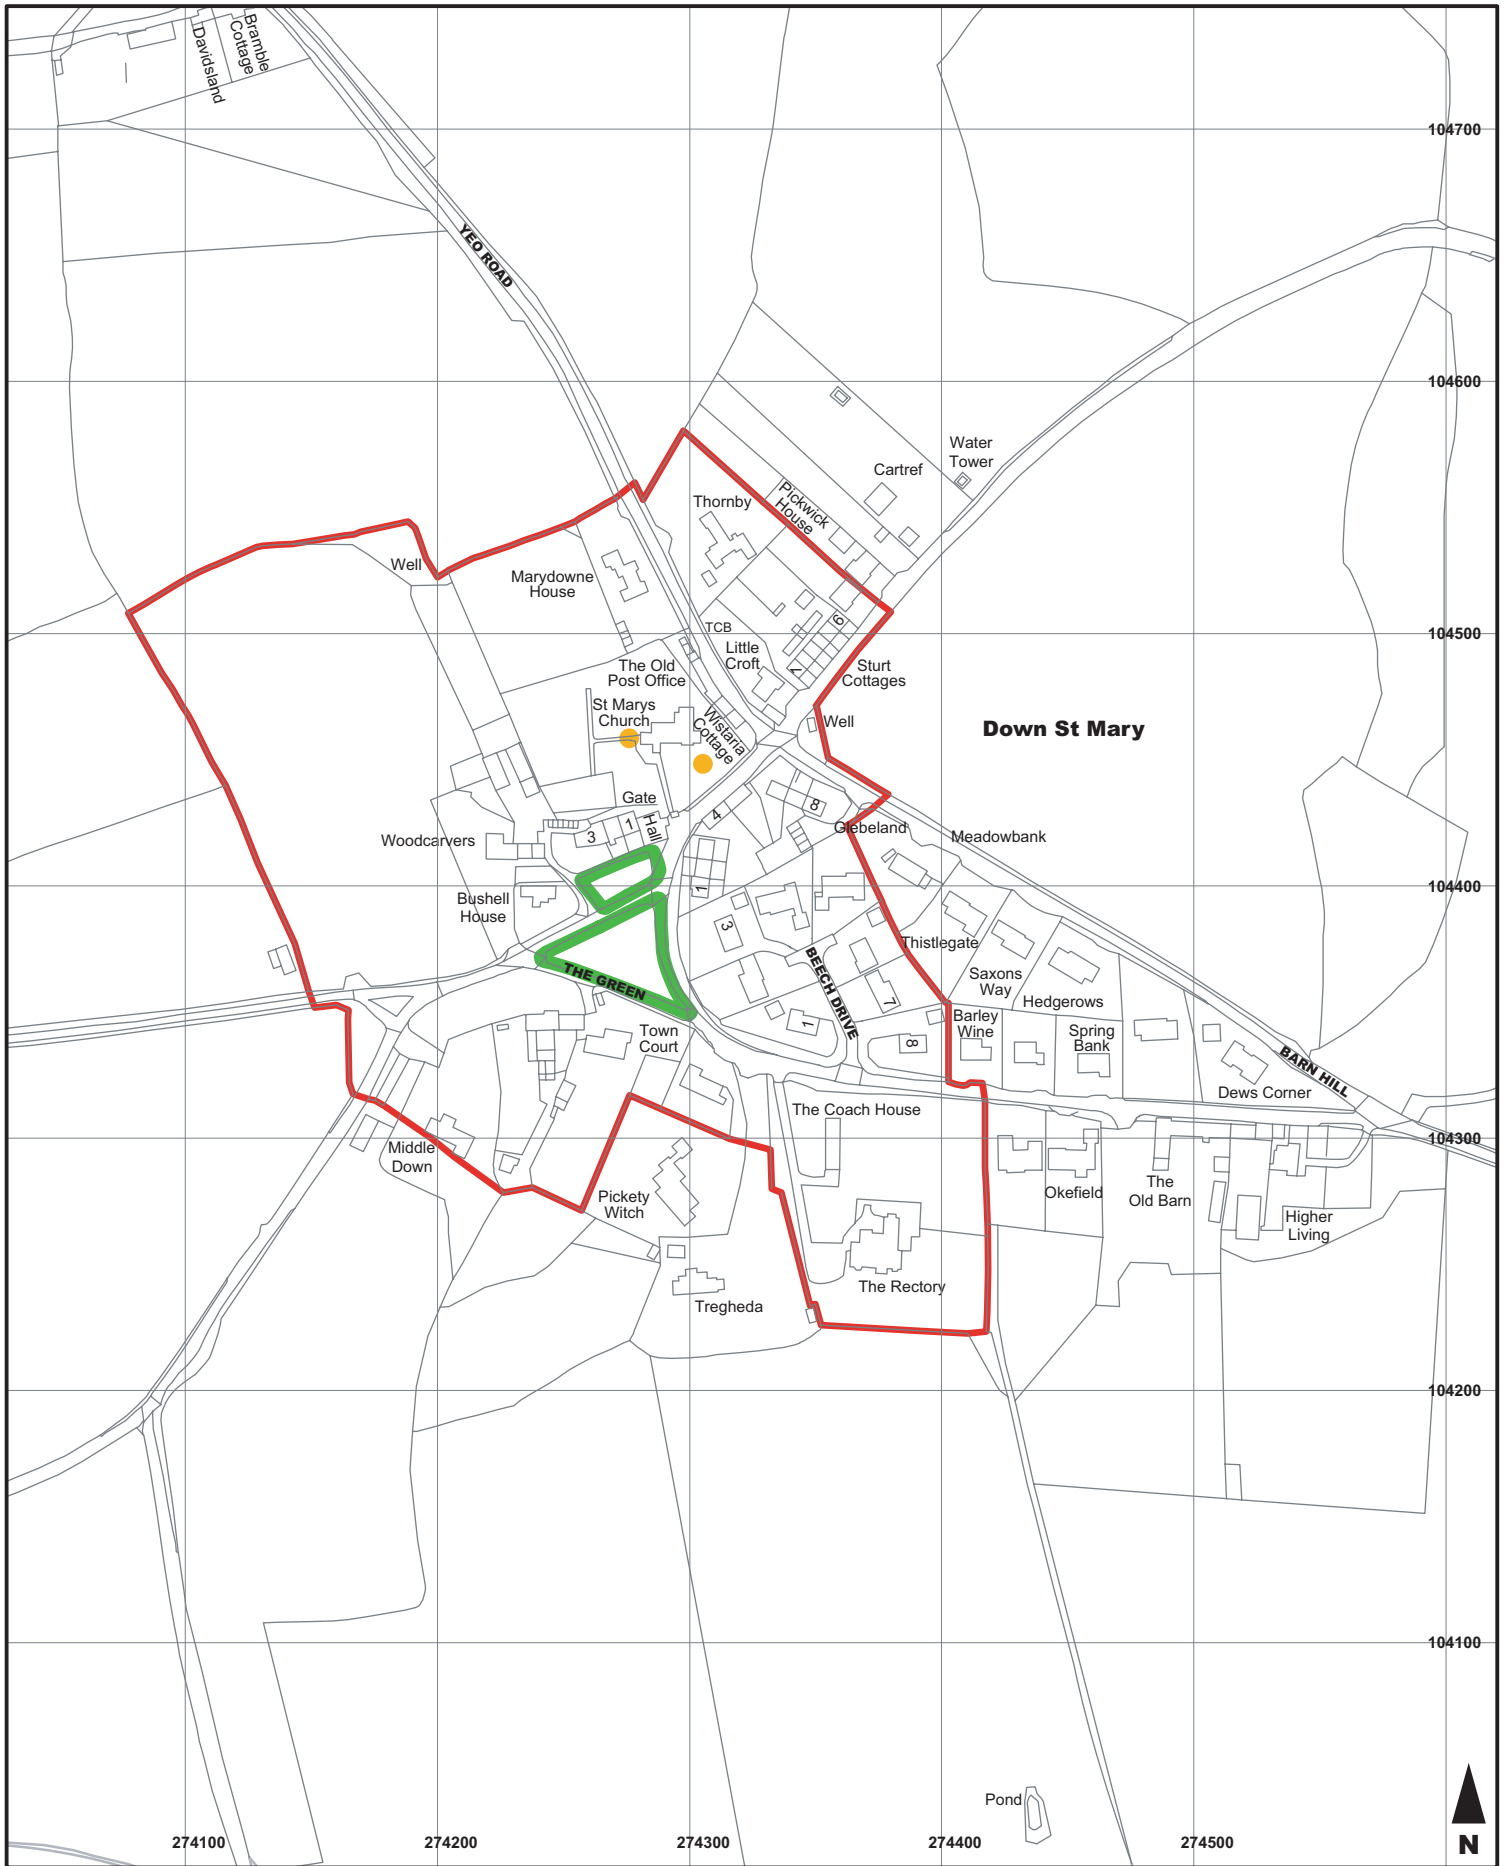 Bramble
Cottage
Davidsland
104700
YEO ROAD
104600
Water
Tower
Cartref
Pickwick
House
Thornby
Well
Marydowne
House
TCB
6
104500
Little
Croft
1
The Old
Post Office
Sturt
Cottages
St Marys
Church
Wistaria
Cottage
Well
Down St Mary
Gate
Hall
3
1
4
8
Glebeland
Meadowbank
Woodcarvers
1
104400
Bushell
House
3
Thistlegate
BEECH DRIVE
Saxons
Way
THE GREEN
7
Hedgerows
1
8
Barley
Wine
Spring
Bank
Town
Court
BARN HILL
Dews Corner
The Coach House
104300
Middle
Down
Pickety
Witch
Okefield
The
Old Barn
Higher
Living
The Rectory
Tregheda
104200
104100
Pond
274100
274200
274300
274400
274500
N